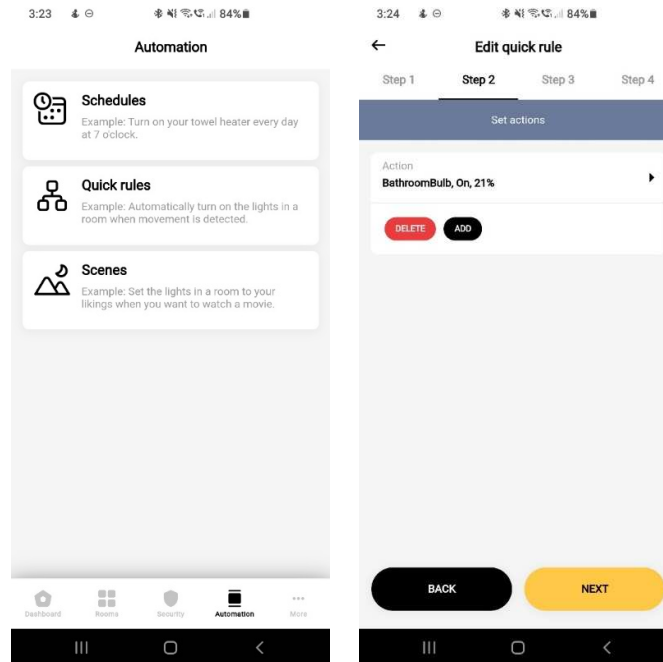 3:23
84%
Automation
Schedules
Example: Turn on your towel heater every day
at 7 o'clock.
Quick rules
Example: Automatically turn on the lights in a
room when movement is detected.
Scenes
Example: Set the lights in a room to your
likings when you want to watch a movie.
Dashboard
Rooms
Security
Automation
More
3:24
84%
Edit quick rule
Step 1
Step 2
Step 3
Step 4
Set actions
Action
BathroomBulb, On, 21%
DELETE
ADD
BACK
NEXT